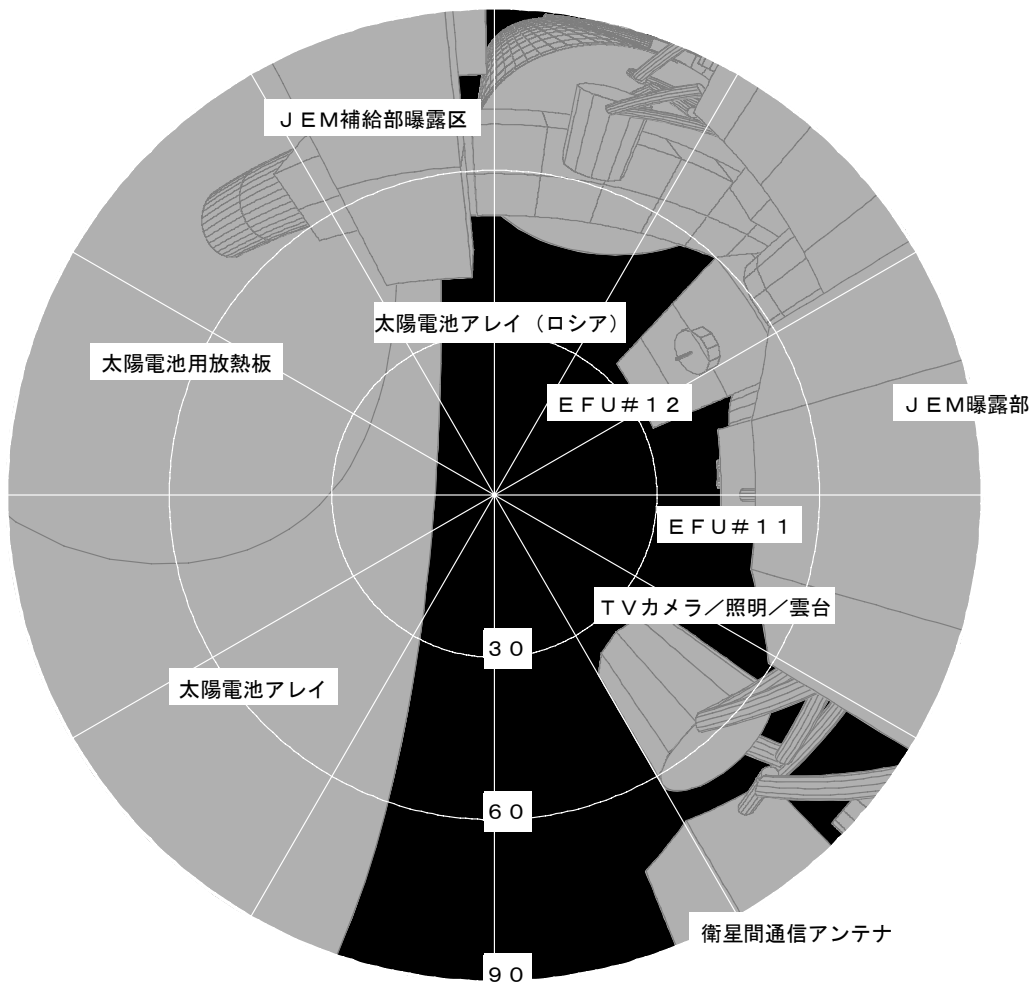 ＪＥＭ補給部曝露区
太陽電池アレイ（ロシア）
太陽電池用放熱板
ＥＦＵ＃１２
ＪＥＭ曝露部
ＥＦＵ＃１１
ＴＶカメラ／照明／雲台
３０
太陽電池アレイ
６０
衛星間通信アンテナ
９０